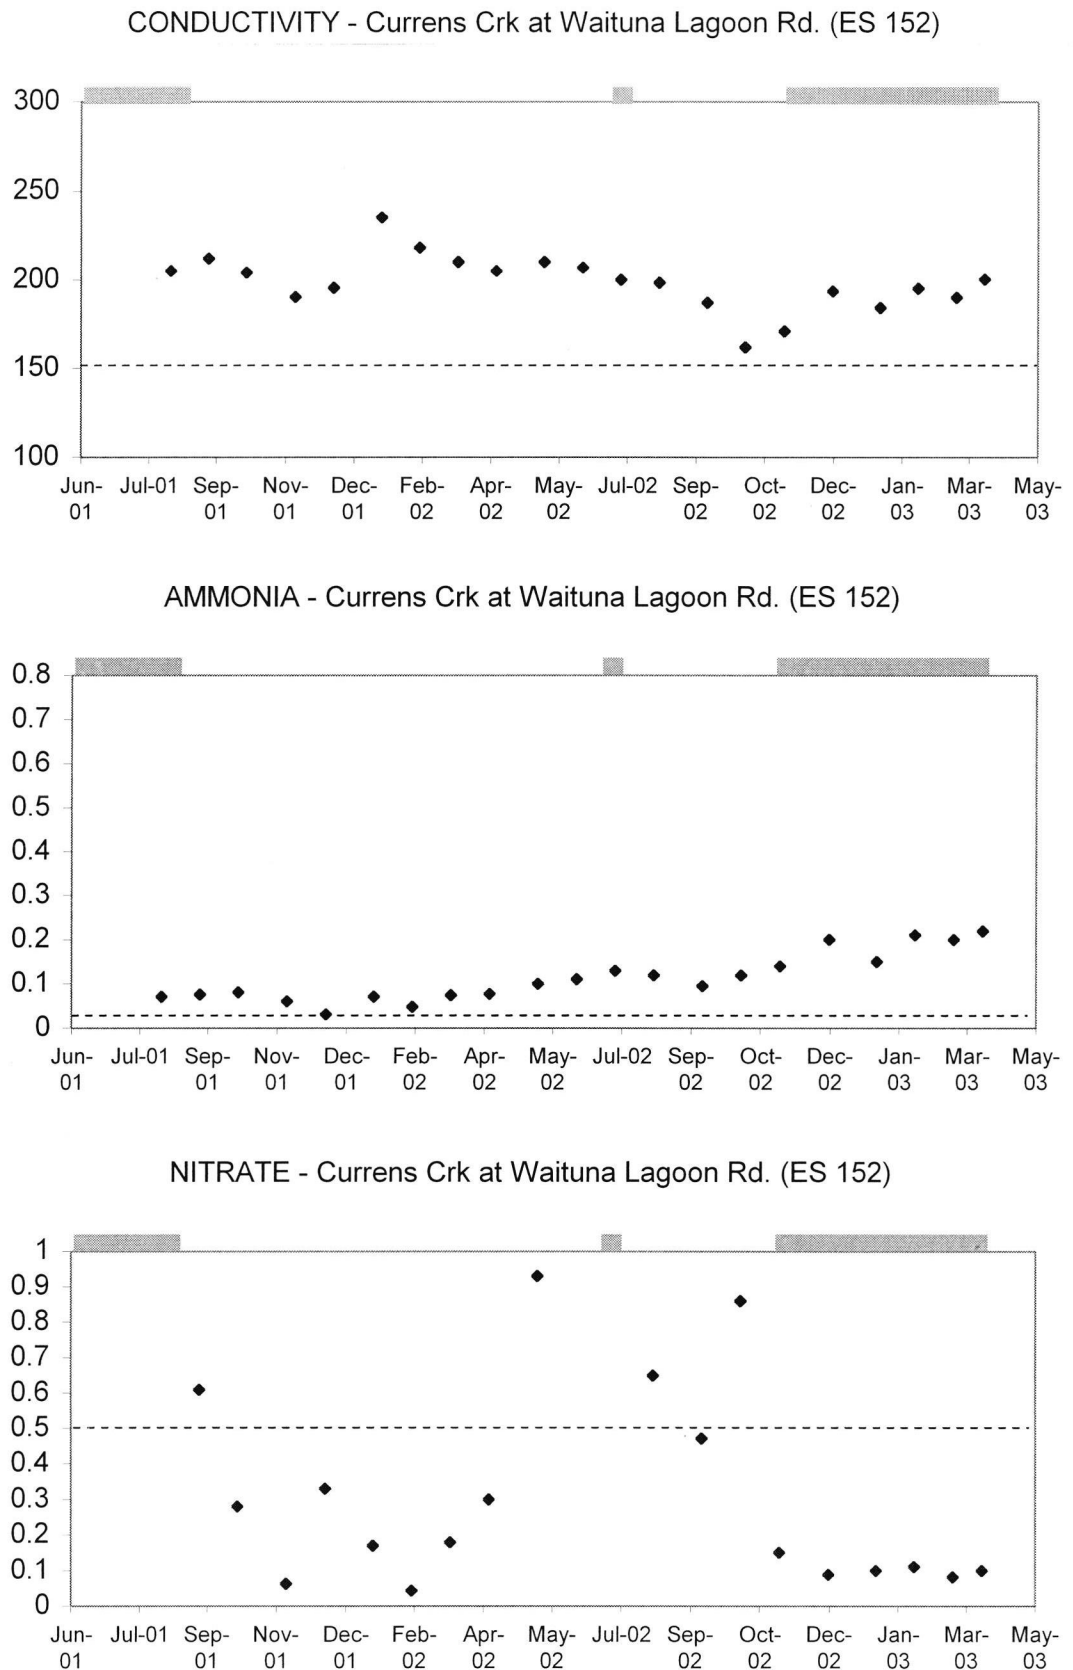 CONDUCTIVITY - Currens Crk at Waituna Lagoon Rd. (ES 152)
300
250
200
150
100
Jun- Jul-01 Sep- Nov- Dec- Feb- Apr- May- Jul-02 Sep- Oct- Dec- Jan- Mar- May-
01 01 01 01 02 02 02 02 02 02 03 03 03
AMMONIA - Currens Crk at Waituna Lagoon Rd. (ES 152)
0.8
0.7
0.6
0.5
0.4
0.3
0.2
0.1
0
Jun- Jul-01 Sep- Nov- Dec- Feb- Apr- May- Jul-02 Sep- Oct- Dec- Jan- Mar- May-
01 01 01 01 02 02 02 02 02 02 03 03 03
NITRATE - Currens Crk at Waituna Lagoon Rd. (ES 152)
1
0.9
0.8
0.7
0.6
0.5
0.4
0.3
0.2
0.1
0
Jun- Jul-01 Sep- Nov- Dec- Feb- Apr- May- Jul-02 Sep- Oct- Dec- Jan- Mar- May-
01 01 01 01 02 02 02 02 02 02 03 03 03